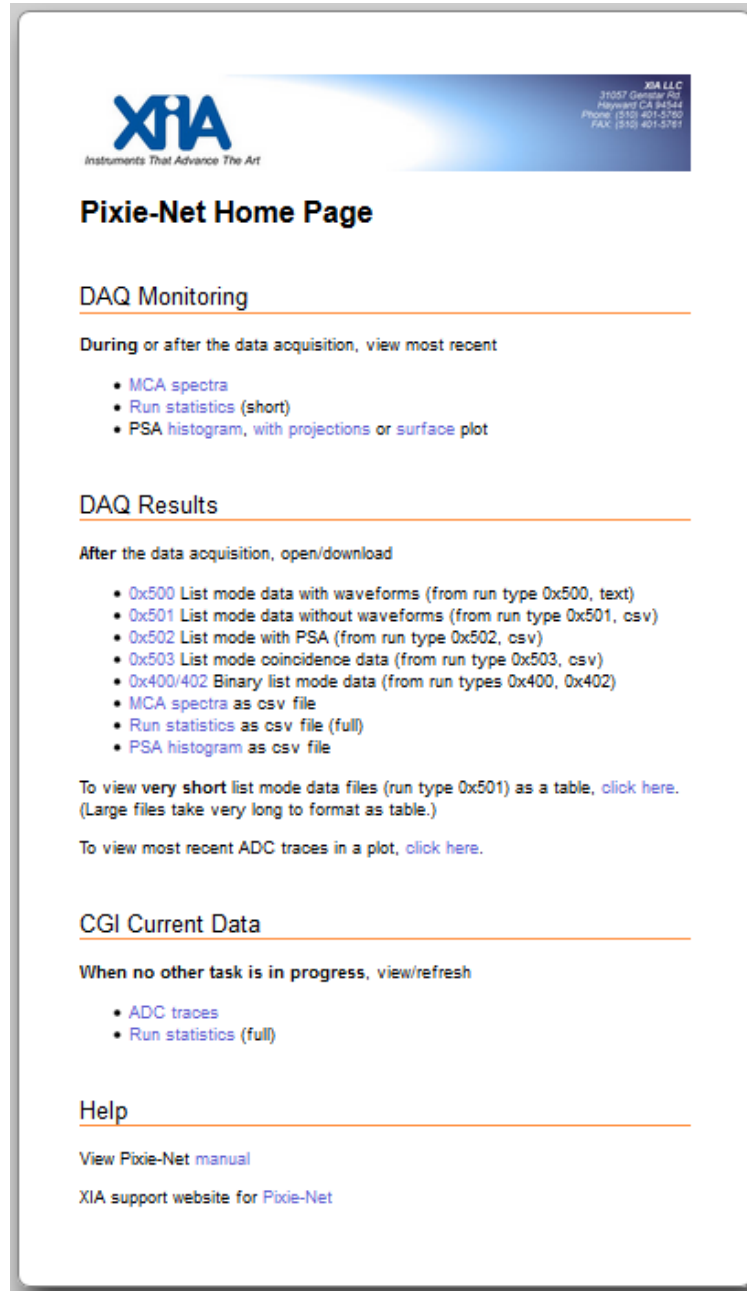 XIA
Instruments That Advance The Art
XIA LLC
31057 Genstar Rd.
Hayward CA 94544
Phone: (510) 401-5760
FAX: (510) 401-5761
Pixie-Net Home Page
DAQ Monitoring
During or after the data acquisition, view most recent
• MCA spectra
• Run statistics (short)
• PSA histogram, with projections or surface plot
DAQ Results
After the data acquisition, open/download
• 0x500 List mode data with waveforms (from run type 0x500, text)
• 0x501 List mode data without waveforms (from run type 0x501, csv)
• 0x502 List mode with PSA (from run type 0x502, csv)
• 0x503 List mode coincidence data (from run type 0x503, csv)
• 0x400/402 Binary list mode data (from run types 0x400, 0x402)
• MCA spectra as csv file
• Run statistics as csv file (full)
• PSA histogram as csv file
To view very short list mode data files (run type 0x501) as a table, click here.
(Large files take very long to format as table.)
To view most recent ADC traces in a plot, click here.
CGI Current Data
When no other task is in progress, view/refresh
• ADC traces
• Run statistics (full)
Help
View Pixie-Net manual
XIA support website for Pixie-Net